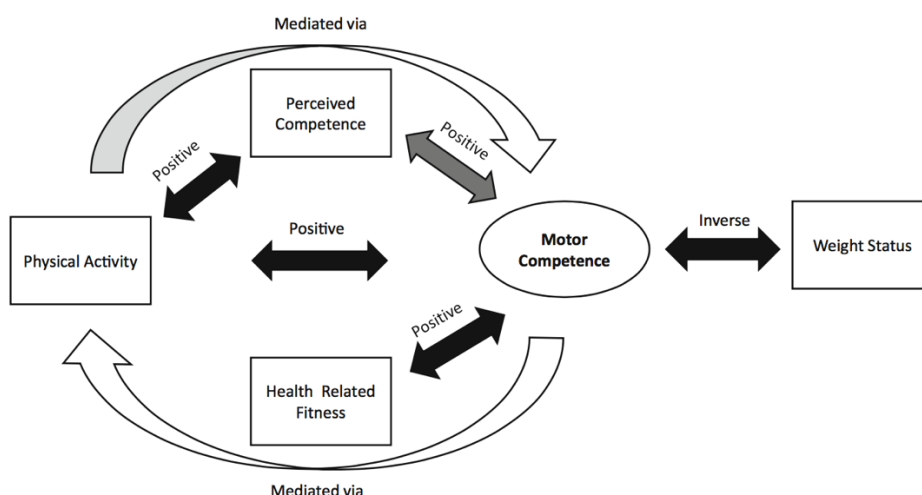 Mediated via
Perceived
Competence
Positive
Positive
Physical Activity
Positive
Motor
Competence
Inverse
Weight Status
Positive
Health Related
Fitness
Mediated via